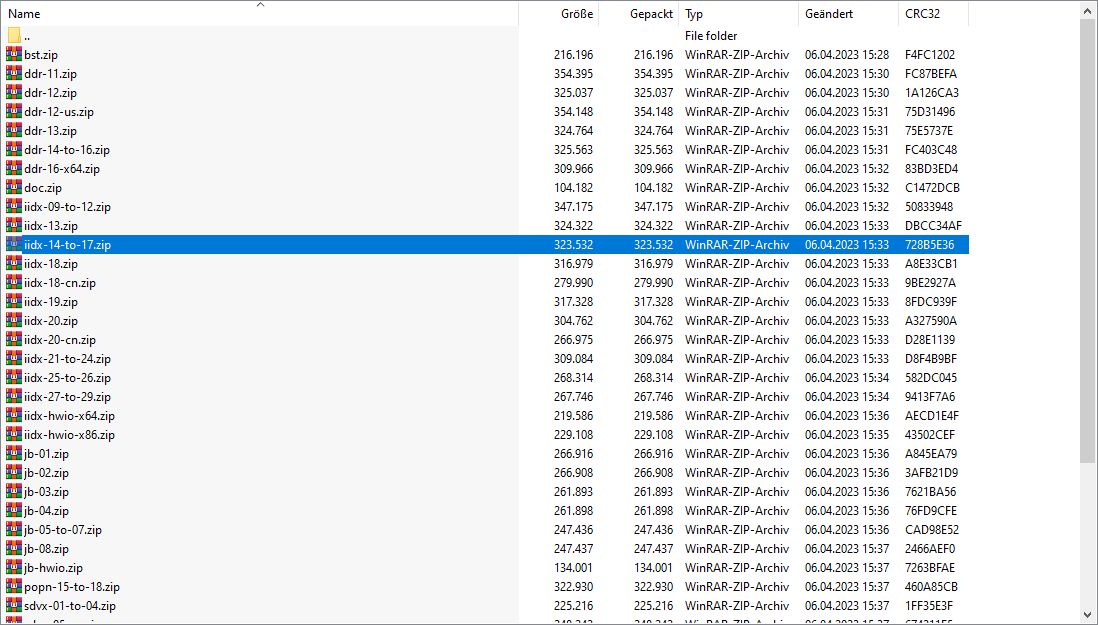 Name Größe Gepackt Typ Geändert CRC32
.. File folder
bst.zip 216.196 216.196 WinRAR-ZIP-Archiv 06.04.2023 15:28 F4FC1202
ddr-11.zip 354.395 354.395 WinRAR-ZIP-Archiv 06.04.2023 15:30 FC87BEFA
ddr-12.zip 325.037 325.037 WinRAR-ZIP-Archiv 06.04.2023 15:30 1A126CA3
ddr-12-us.zip 354.148 354.148 WinRAR-ZIP-Archiv 06.04.2023 15:31 75D31496
ddr-13.zip 324.764 324.764 WinRAR-ZIP-Archiv 06.04.2023 15:31 75E5737E
ddr-14-to-16.zip 325.563 325.563 WinRAR-ZIP-Archiv 06.04.2023 15:31 FC403C48
ddr-16-x64.zip 309.966 309.966 WinRAR-ZIP-Archiv 06.04.2023 15:32 83BD3ED4
doc.zip 104.182 104.182 WinRAR-ZIP-Archiv 06.04.2023 15:32 C1472DCB
iidx-09-to-12.zip 347.175 347.175 WinRAR-ZIP-Archiv 06.04.2023 15:32 50833948
iidx-13.zip 324.322 324.322 WinRAR-ZIP-Archiv 06.04.2023 15:33 DBCC34AF
iidx-14-to-17.zip 323.532 323.532 WinRAR-ZIP-Archiv 06.04.2023 15:33 728B5E36
iidx-18.zip 316.979 316.979 WinRAR-ZIP-Archiv 06.04.2023 15:33 A8E33CB1
iidx-18-cn.zip 279.990 279.990 WinRAR-ZIP-Archiv 06.04.2023 15:33 9BE2927A
iidx-19.zip 317.328 317.328 WinRAR-ZIP-Archiv 06.04.2023 15:33 8FDC939F
iidx-20.zip 304.762 304.762 WinRAR-ZIP-Archiv 06.04.2023 15:33 A327590A
iidx-20-cn.zip 266.975 266.975 WinRAR-ZIP-Archiv 06.04.2023 15:33 D28E1139
iidx-21-to-24.zip 309.084 309.084 WinRAR-ZIP-Archiv 06.04.2023 15:33 D8F4B9BF
iidx-25-to-26.zip 268.314 268.314 WinRAR-ZIP-Archiv 06.04.2023 15:34 582DC045
iidx-27-to-29.zip 267.746 267.746 WinRAR-ZIP-Archiv 06.04.2023 15:34 9413F7A6
iidx-hwio-x64.zip 219.586 219.586 WinRAR-ZIP-Archiv 06.04.2023 15:36 AECD1E4F
iidx-hwio-x86.zip 229.108 229.108 WinRAR-ZIP-Archiv 06.04.2023 15:35 43502CEF
jb-01.zip 266.916 266.916 WinRAR-ZIP-Archiv 06.04.2023 15:36 A845EA79
jb-02.zip 266.908 266.908 WinRAR-ZIP-Archiv 06.04.2023 15:36 3AFB21D9
jb-03.zip 261.893 261.893 WinRAR-ZIP-Archiv 06.04.2023 15:36 7621BA56
jb-04.zip 261.898 261.898 WinRAR-ZIP-Archiv 06.04.2023 15:36 76FD9CFE
jb-05-to-07.zip 247.436 247.436 WinRAR-ZIP-Archiv 06.04.2023 15:36 CAD98E52
jb-08.zip 247.437 247.437 WinRAR-ZIP-Archiv 06.04.2023 15:37 2466AEF0
jb-hwio.zip 134.001 134.001 WinRAR-ZIP-Archiv 06.04.2023 15:37 7263BFAE
popn-15-to-18.zip 322.930 322.930 WinRAR-ZIP-Archiv 06.04.2023 15:37 460A85CB
sdvx-01-to-04.zip 225.216 225.216 WinRAR-ZIP-Archiv 06.04.2023 15:37 1FF35E3F